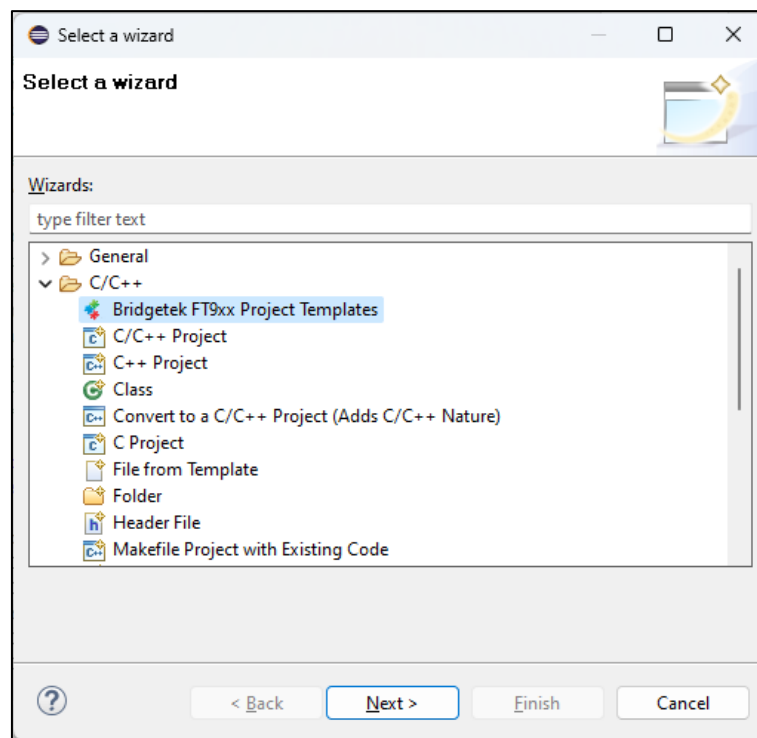 Select a wizard
Select a wizard
Wizards:
type filter text
General
C/C++
Bridgetek FT9xx Project Templates
C/C++ Project
C++ Project
Class
Convert to a C/C++ Project (Adds C/C++ Nature)
C Project
File from Template
Folder
Header File
Makefile Project with Existing Code
< Back Next > Finish Cancel